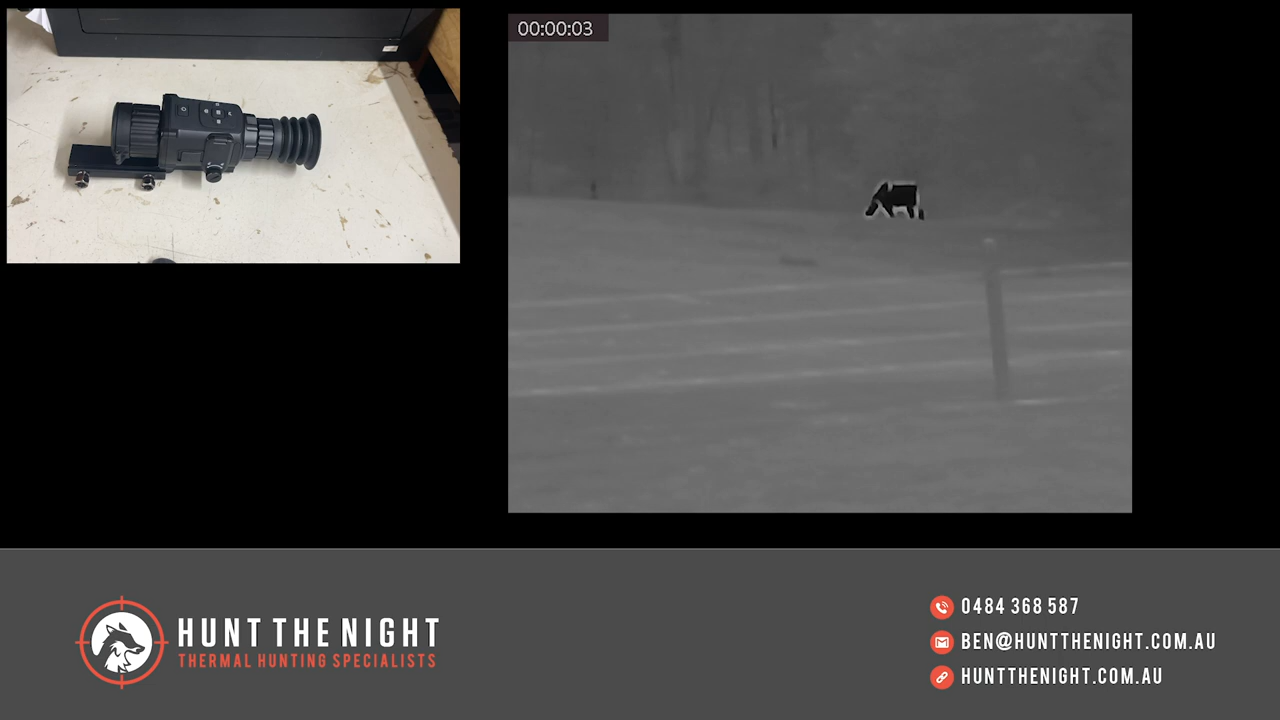 00:00:03
HUNT THE NIGHT
THERMAL HUNTING SPECIALISTS
0484 368 587
BEN@HUNTTHENIGHT.COM.AU
HUNTTHENIGHT.COM.AU